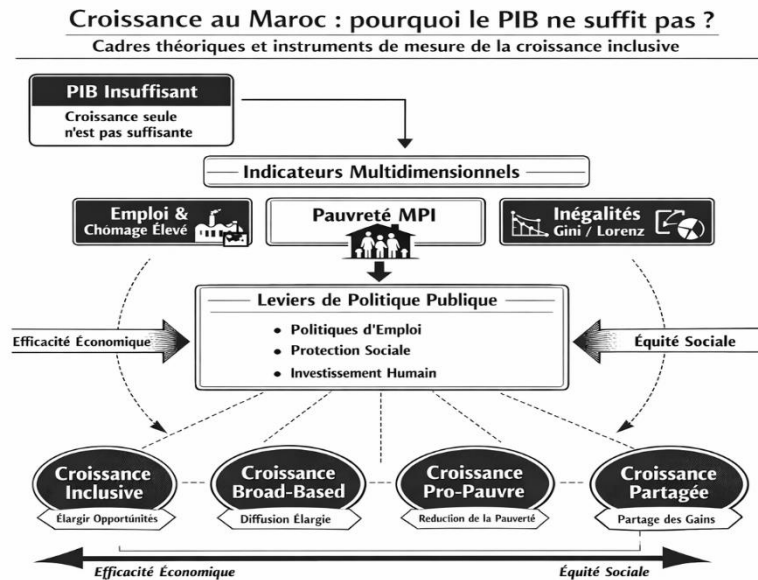 Croissance au Maroc : pourquoi le PIB ne suffit pas ?
Cadres théoriques et instruments de mesure de la croissance inclusive
PIB Insuffisant
Croissance seule
n'est pas suffisante
Indicateurs Multidimensionnels
Emploi &
Chômage Élevé
Pauvreté MPI
Inégalités
Gini / Lorenz
Leviers de Politique Publique
• Politiques d'Emploi
• Protection Sociale
• Investissement Humain
Efficacité Économique
Équité Sociale
Croissance
Inclusive
Élargir Opportunités
Croissance
Broad-Based
Diffusion Élargie
Croissance
Pro-Pauvre
Reduction de la Pauverté
Croissance
Partagée
Partage des Gains
Efficacité Économique
Équité Sociale